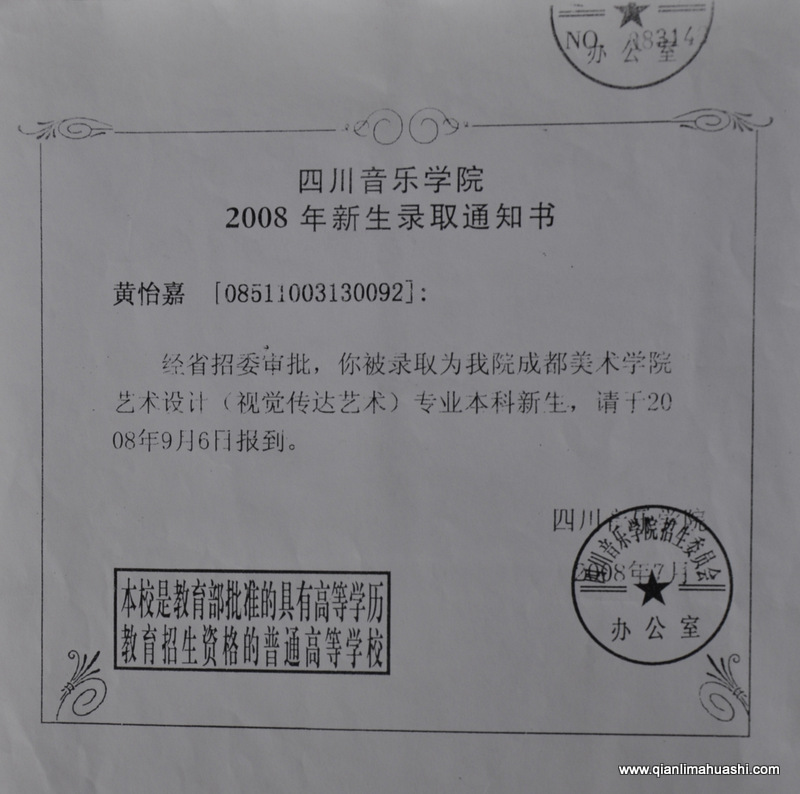 NO
办公室
四川音乐学院
2008 年新生录取通知书
黄怡嘉 [08511003130092]:
经省招委审批，你被录取为我院成都美术学院
艺术设计（视觉传达艺术）专业本科新生，请于20
08年9月6日报到。
四川音乐学院
2008年7月
四川音乐学院招生委员会
办公室
本校是教育部批准的具有高等学历
教育招生资格的普通高等学校
www.qianlimahuashi.com